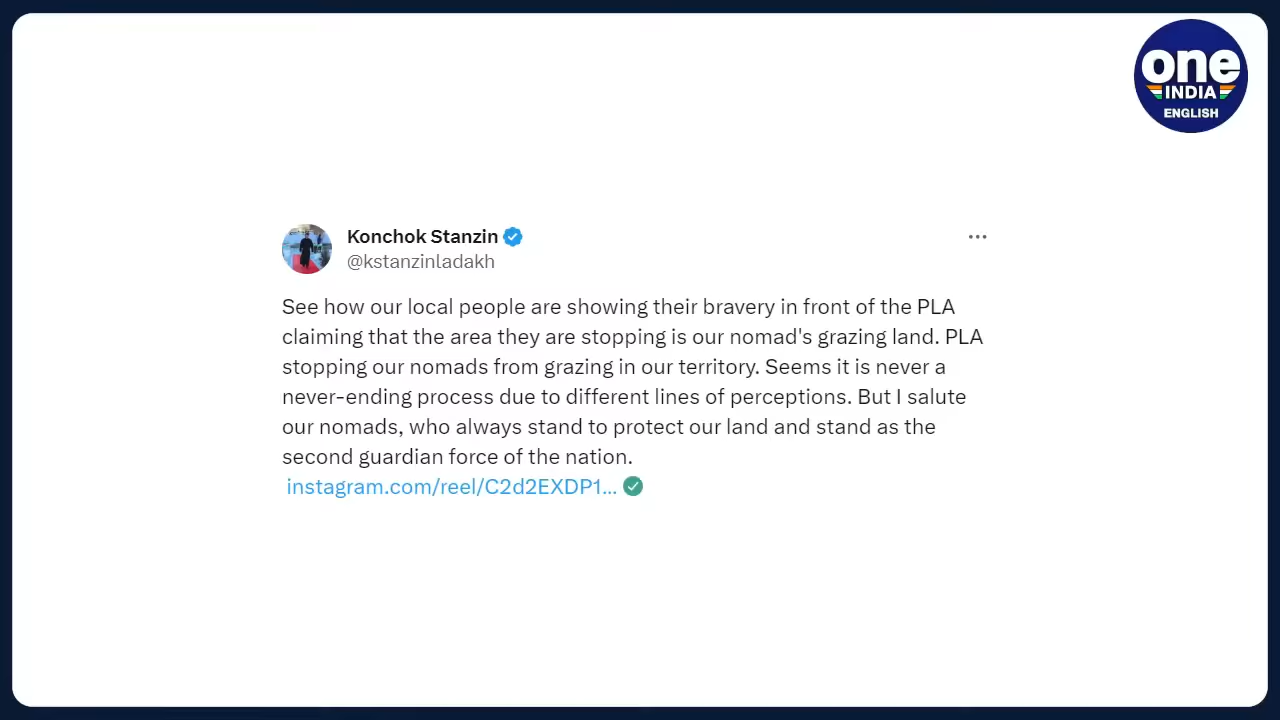 one
INDIA
ENGLISH
Konchok Stanzin
@kstanzinladakh
See how our local people are showing their bravery in front of the PLA
claiming that the area they are stopping is our nomad's grazing land. PLA
stopping our nomads from grazing in our territory. Seems it is never a
never-ending process due to different lines of perceptions. But I salute
our nomads, who always stand to protect our land and stand as the
second guardian force of the nation.
instagram.com/reel/C2d2EXDP1...